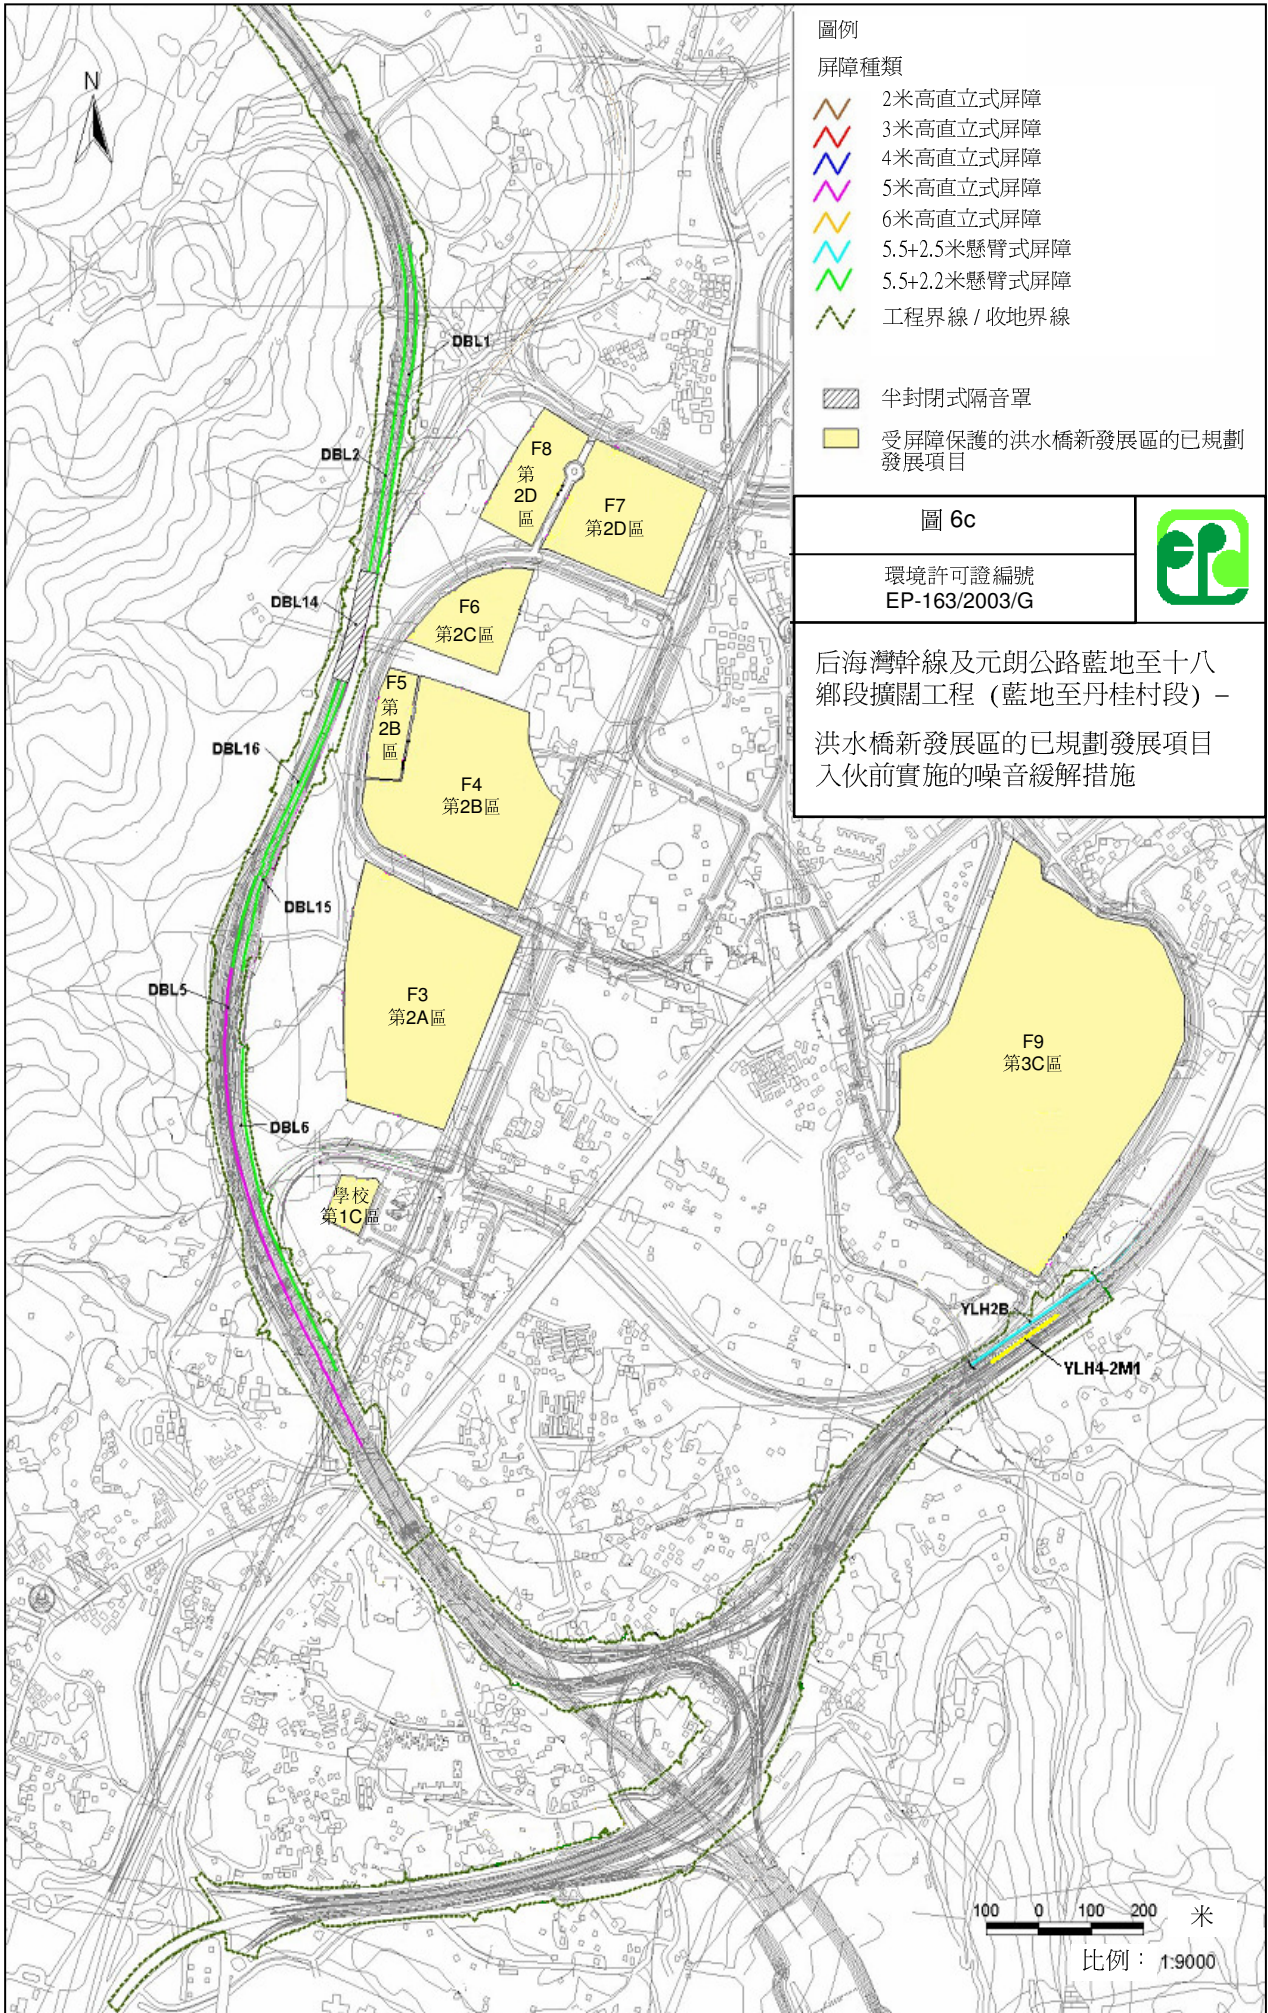 N
圖例
屏障種類
2米高直立式屏障
3米高直立式屏障
4米高直立式屏障
5米高直立式屏障
6米高直立式屏障
5.5+2.5米懸臂式屏障
5.5+2.2米懸臂式屏障
工程界線 / 收地界線
半封閉式隔音罩
受屏障保護的洪水橋新發展區的已規劃
發展項目
圖 6c
環境許可證編號
EP-163/2003/G
后海灣幹線及元朗公路藍地至十八
鄉段擴闊工程 (藍地至丹桂村段) –
洪水橋新發展區的已規劃發展項目
入伙前實施的噪音緩解措施
DBL1
DBL2
F8
第
2D
區
F7
第2D區
DBL14
F6
第2C區
F5
第
2B
區
DBL16
F4
第2B區
DBL15
DBL5
F3
第2A區
F9
第3C區
DBL6
學校
第1C區
YLH2B
YLH4-2M1
100 0 100 200 米
比例： 1:9000